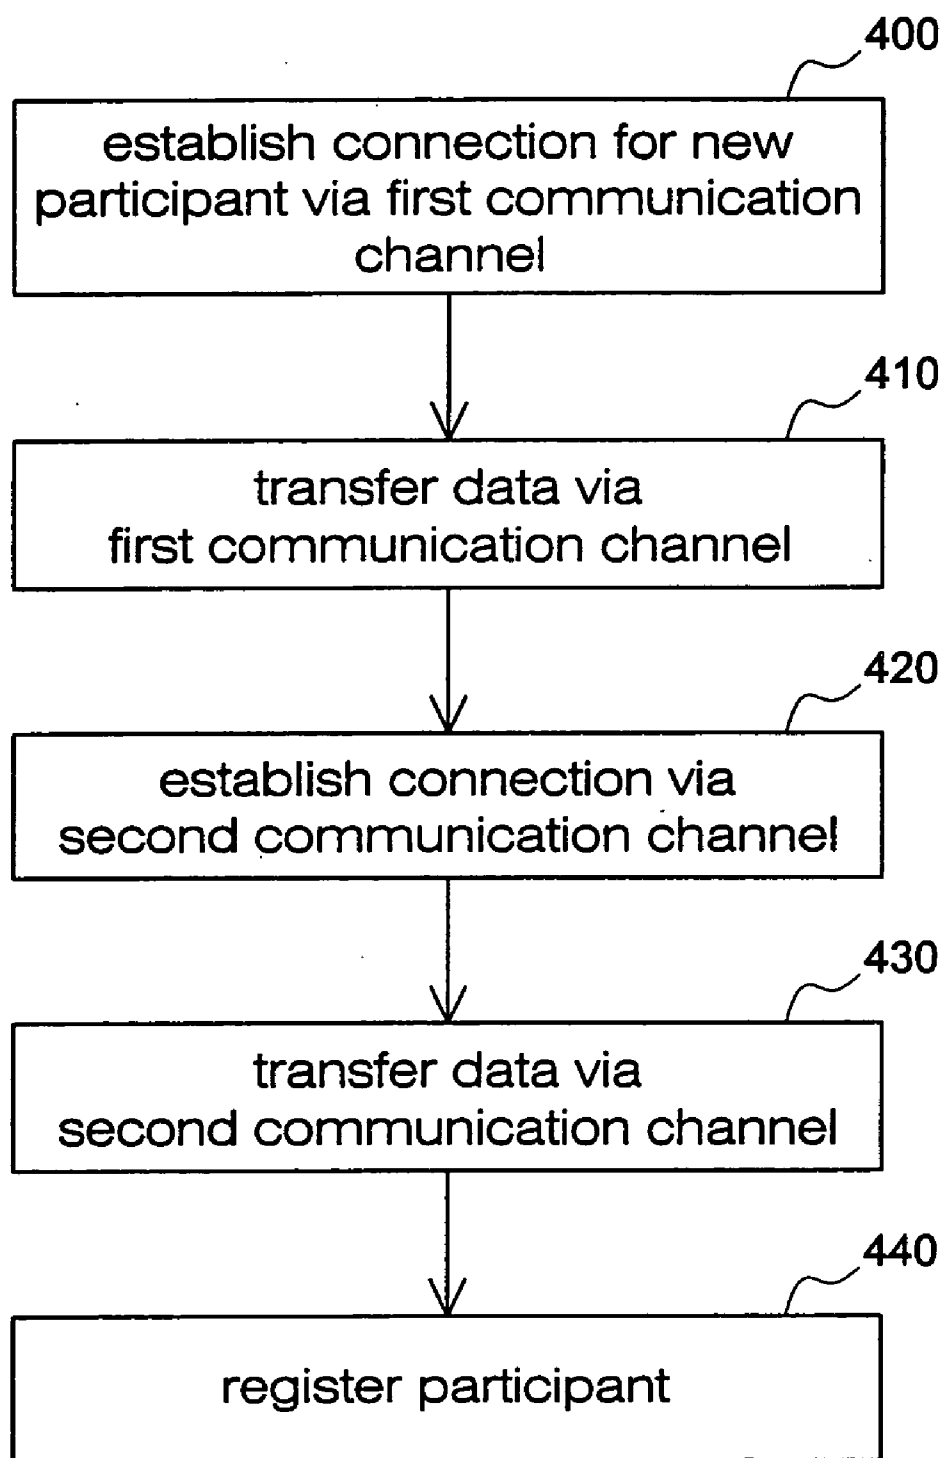 400
establish connection for new
participant via first communication
channel
410
transfer data via
first communication channel
420
establish connection via
second communication channel
430
transfer data via
second communication channel
440
register participant